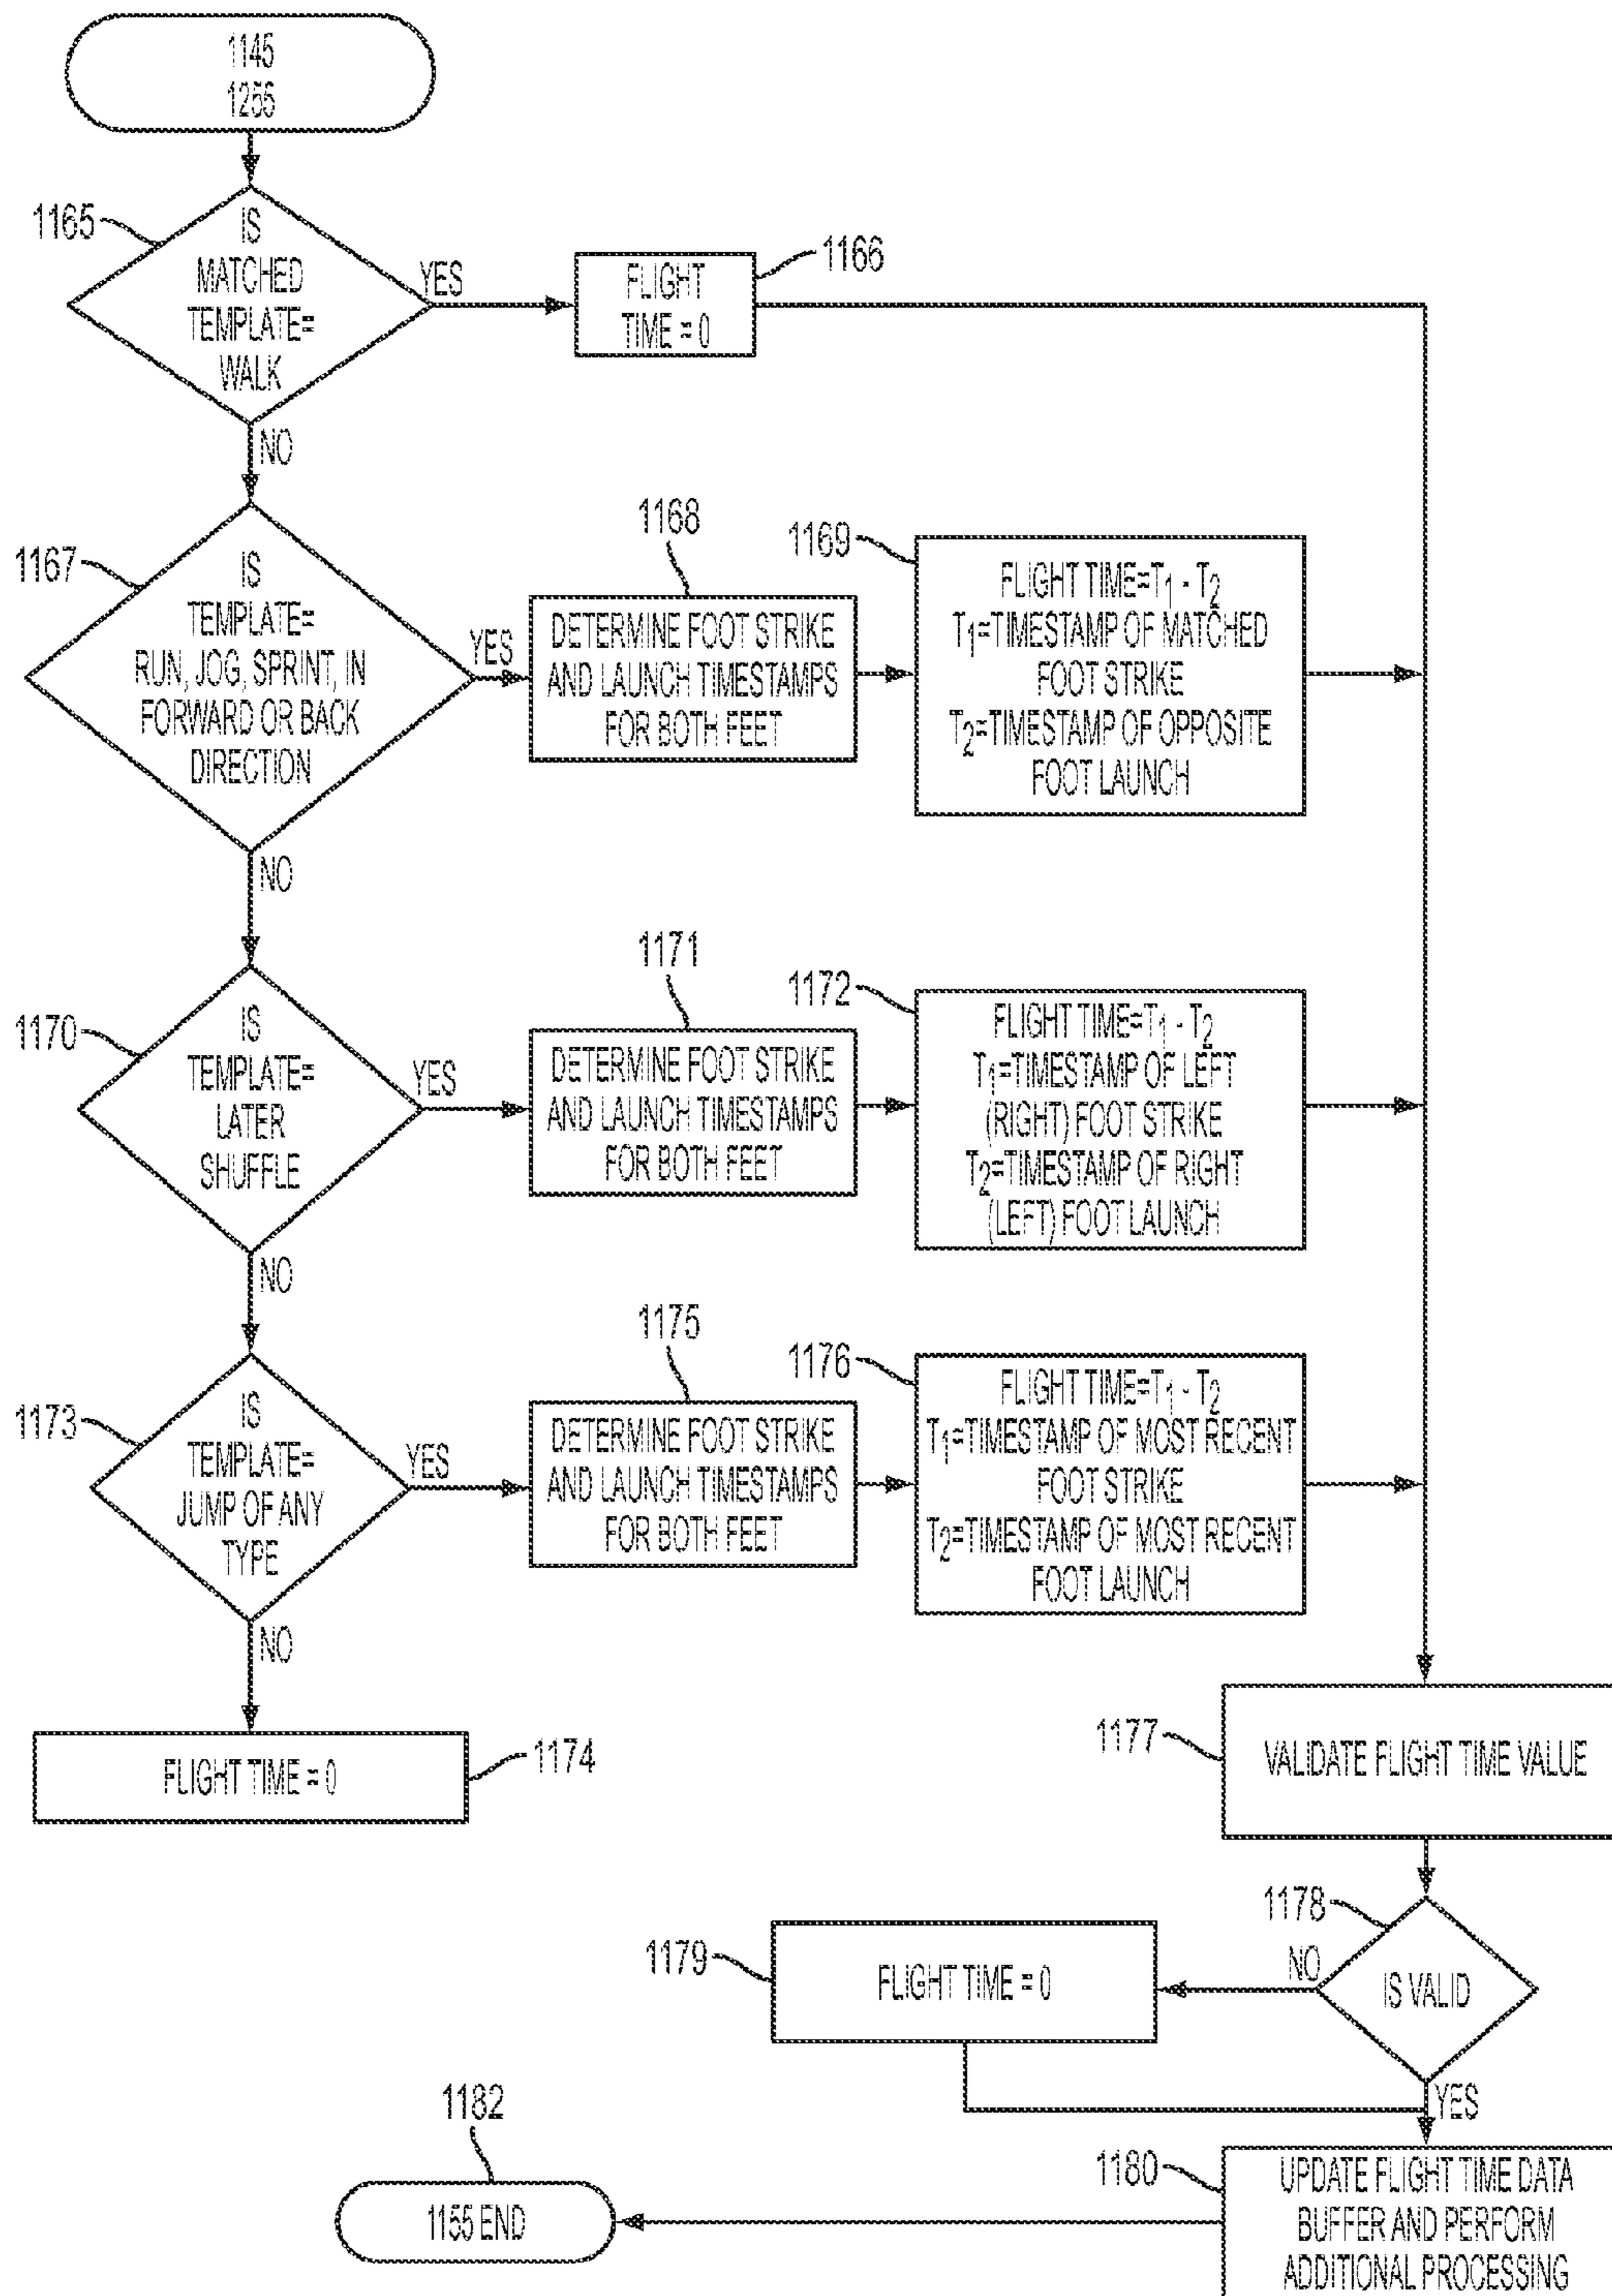 1145
1255
1165
IS
MATCHED
TEMPLATE=
WALK
YES
FLIGHT
TIME = 0
1166
NO
1167
IS
TEMPLATE=
RUN, JOG, SPRINT, IN
FORWARD OR BACK
DIRECTION
YES
1168
DETERMINE FOOT STRIKE
AND LAUNCH TIMESTAMPS
FOR BOTH FEET
1169
FLIGHT TIME=T1 - T2
T1=TIMESTAMP OF MATCHED
FOOT STRIKE
T2=TIMESTAMP OF OPPOSITE
FOOT LAUNCH
NO
1170
IS
TEMPLATE=
LATER
SHUFFLE
YES
1171
DETERMINE FOOT STRIKE
AND LAUNCH TIMESTAMPS
FOR BOTH FEET
1172
FLIGHT TIME=T1 - T2
T1=TIMESTAMP OF LEFT
(RIGHT) FOOT STRIKE
T2=TIMESTAMP OF RIGHT
(LEFT) FOOT LAUNCH
NO
1173
IS
TEMPLATE=
JUMP OF ANY
TYPE
YES
1175
DETERMINE FOOT STRIKE
AND LAUNCH TIMESTAMPS
FOR BOTH FEET
1176
FLIGHT TIME=T1 - T2
T1=TIMESTAMP OF MOST RECENT
FOOT STRIKE
T2=TIMESTAMP OF MOST RECENT
FOOT LAUNCH
NO
FLIGHT TIME = 0
1174
1177
VALIDATE FLIGHT TIME VALUE
1178
IS VALID
NO
1179
FLIGHT TIME = 0
YES
1180
UPDATE FLIGHT TIME DATA
BUFFER AND PERFORM
ADDITIONAL PROCESSING
1182
1155 END